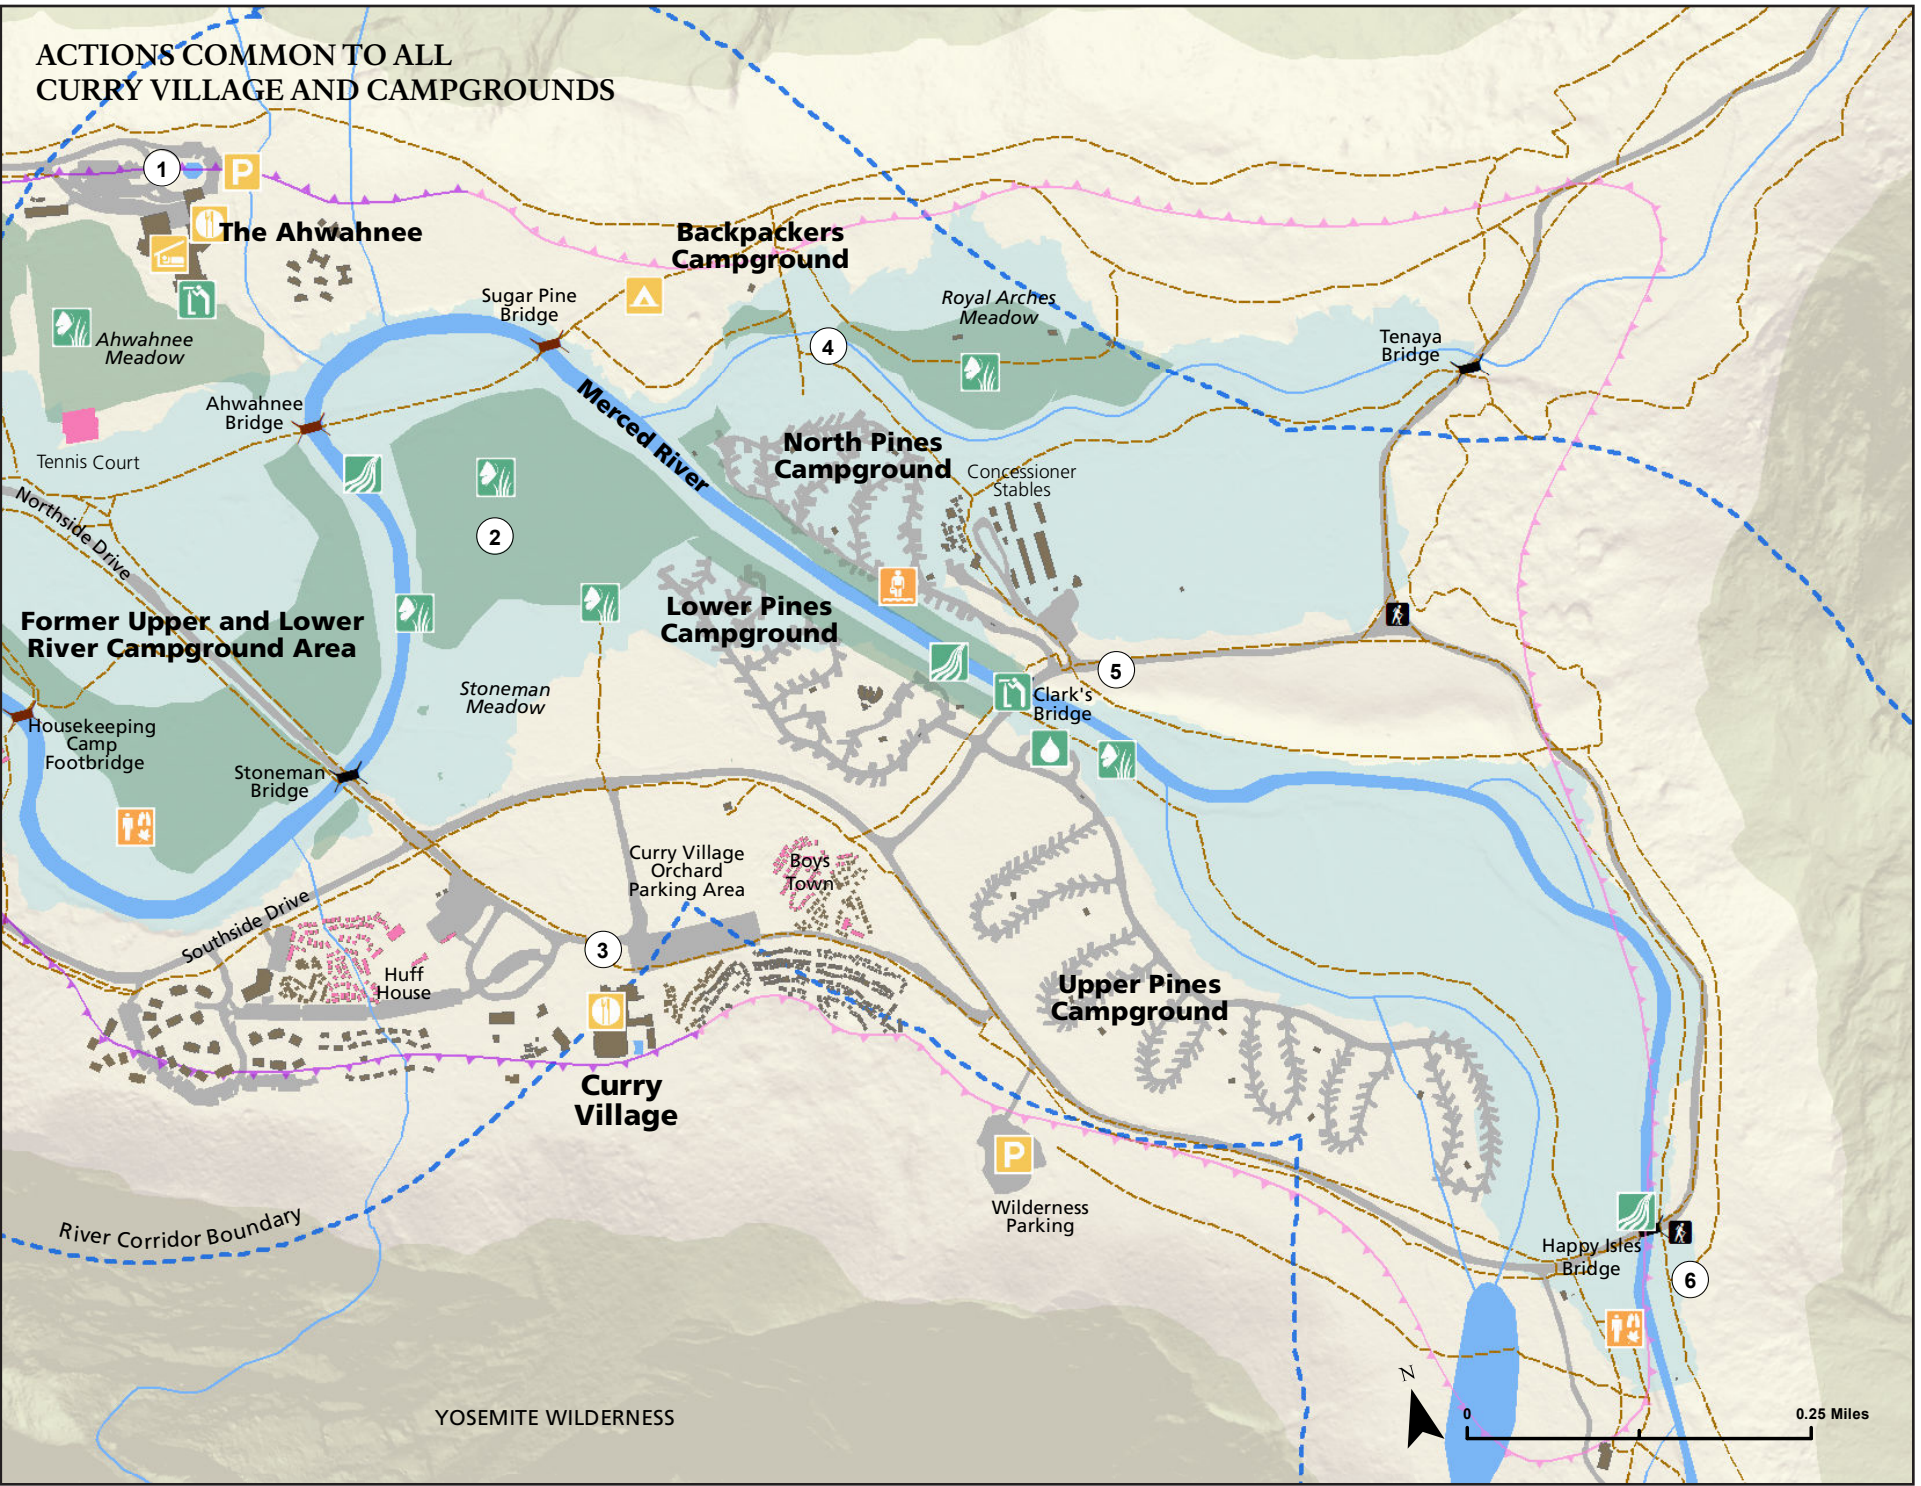 ACTIONS COMMON TO ALL
CURRY VILLAGE AND CAMPGROUNDS
1
P
The Ahwahnee
Backpackers
Campground
Sugar Pine
Bridge
Royal Arches
Meadow
Ahwahnee
Meadow
4
Tenaya
Bridge
Ahwahnee
Bridge
Merced River
Tennis Court
North Pines
Campground
Concessioner
Stables
Northside Drive
2
Former Upper and Lower
River Campground Area
Lower Pines
Campground
Stoneman
Meadow
5
Clark's
Bridge
Housekeeping
Camp
Footbridge
Stoneman
Bridge
Curry Village
Orchard
Parking Area
Boys
Town
Southside Drive
3
Huff
House
Upper Pines
Campground
Curry
Village
P
Wilderness
Parking
River Corridor Boundary
Happy Isles
Bridge
6
YOSEMITE WILDERNESS
N
0
0.25 Miles